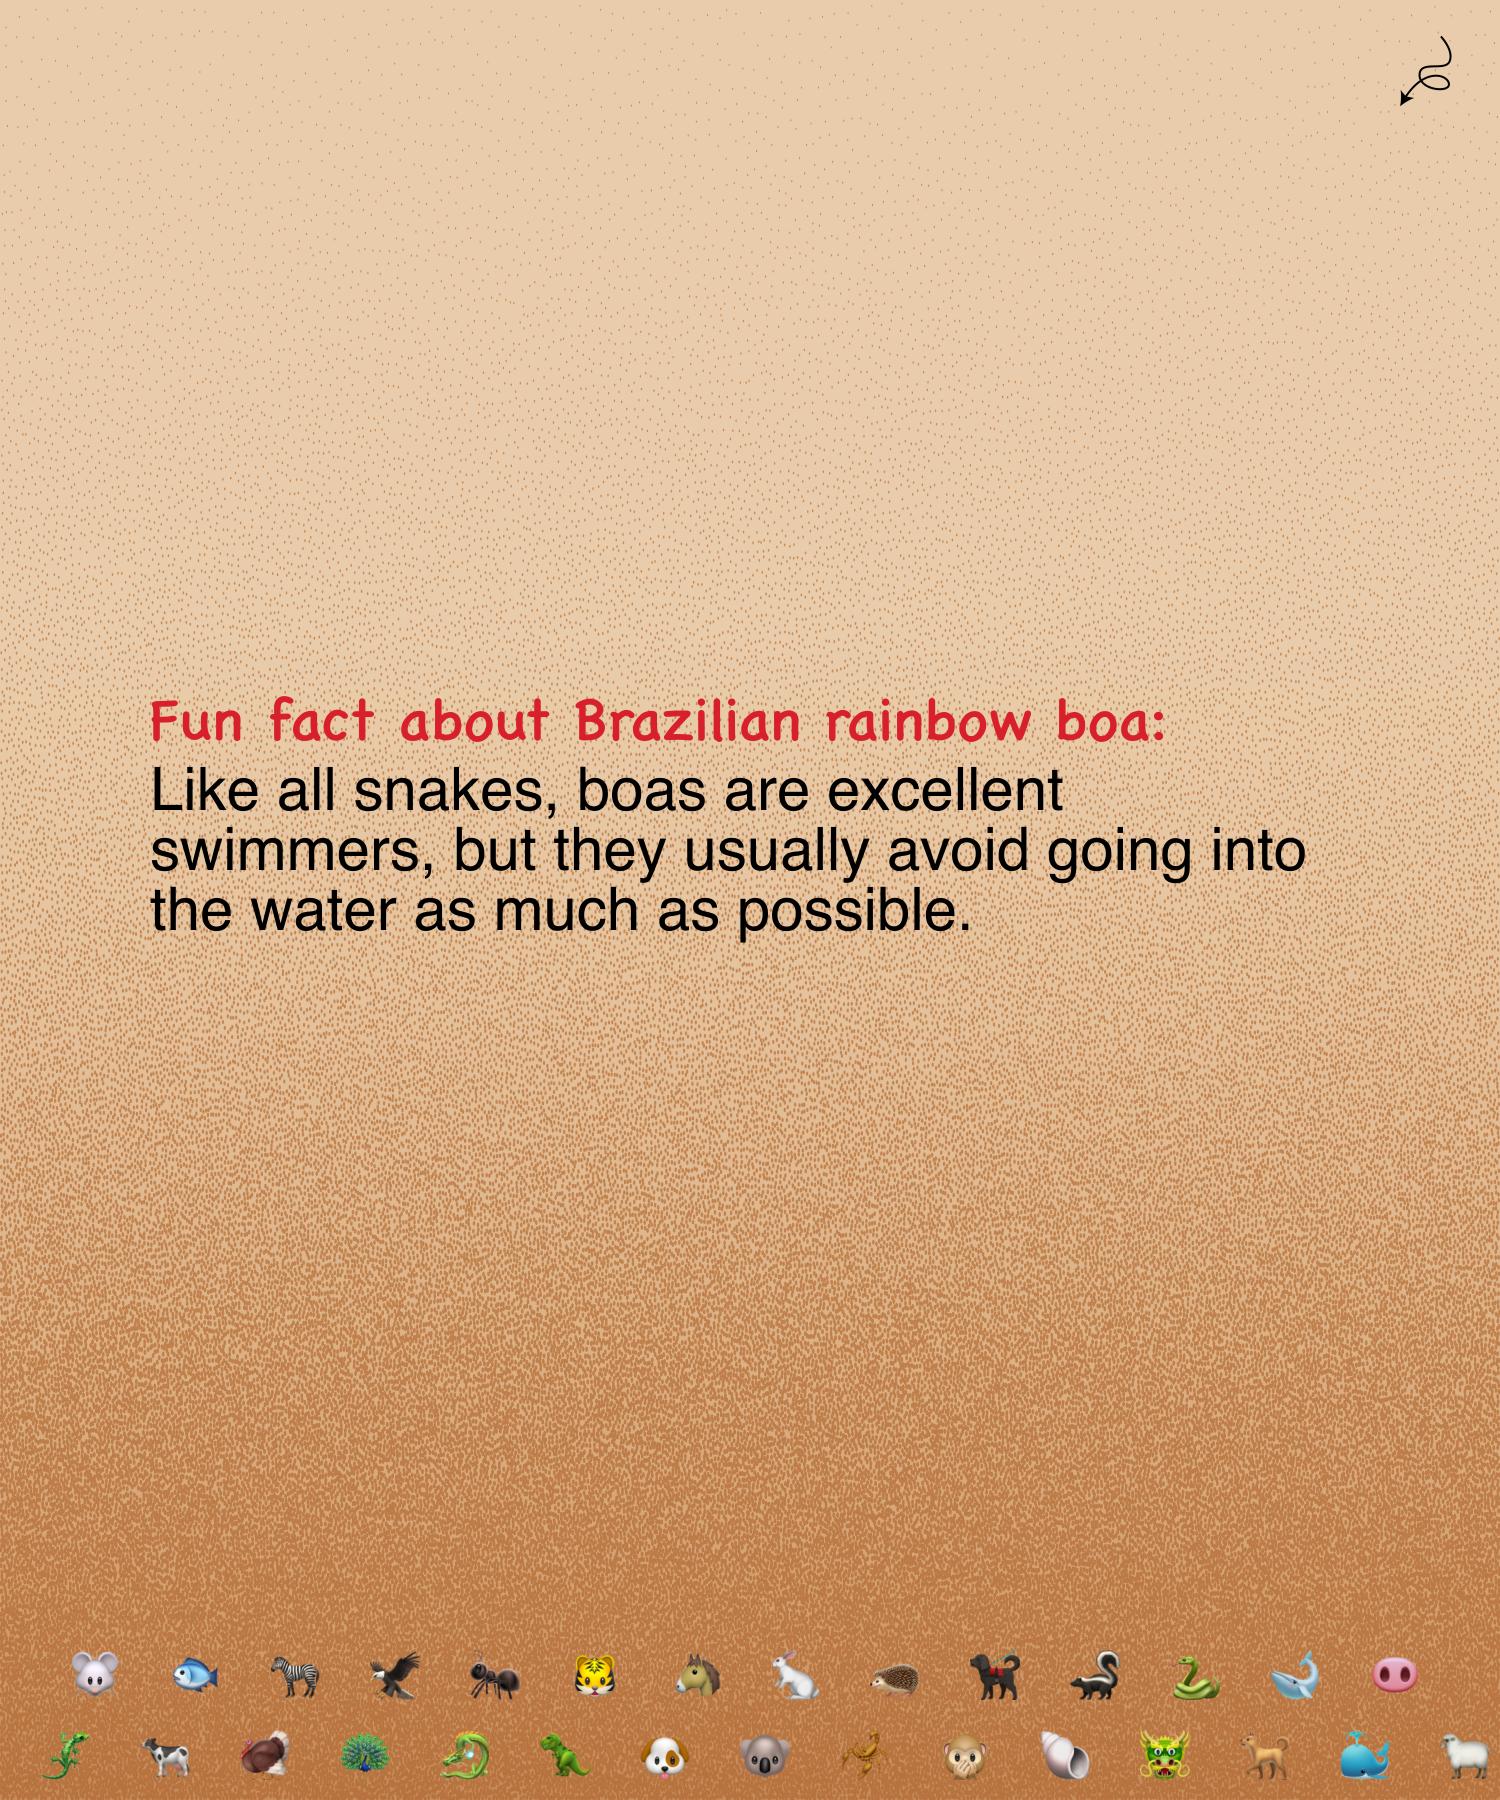 Fun fact about Brazilian rainbow boa:
Like all snakes, boas are excellent
swimmers, but they usually avoid going into
the water as much as possible.